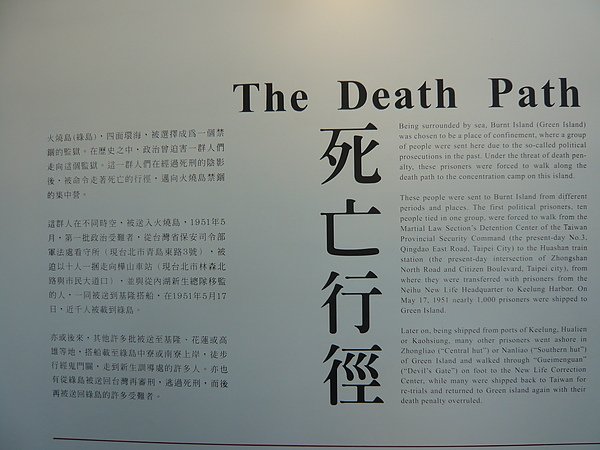 The Death Path
死亡行徑
火燒島(綠島)，四面環海，被選擇成為一個禁
錮的監獄。在歷史之中，政治曾迫害一群人們
走向這個監獄。這一群人們在經過死刑的陰影
後，被命令走著死亡的行徑，邁向火燒島禁錮
的集中營。
這群人在不同時空，被送入火燒島，1951年5
月，第一批政治受難者，從台灣省保安司令部
軍法處看守所（現台北市青島東路3號），被
迫以十人一捆走向樺山車站（現台北市林森北
路與市民大道口），並與從內湖新生總隊移監
的人，一同被送到基隆搭船，在1951年5月17
日，近千人被載到綠島。
亦或後來，其他許多批被送至基隆，花蓮或高
雄等地，搭船載至綠島中寮或南寮上岸，徒步
行經鬼門關，走到新生訓導處的許多人。亦也
有從綠島被送回台灣再審刑，逃過死刑，而後
再被送回綠島的許多受難者。
Being surrounded by sea, Burnt Island (Green Island)
was chosen to be a place of confinement, where a group
of people were sent here due to the so-called political
prosecutions in the past. Under the threat of death pen-
alty, these prisoners were forced to walk along the
death path to the concentration camp on this island.
These people were sent to Burnt Island from different
periods and places. The first political prisoners, ten
people tied in one group, were forced to walk from the
Martial Law Section's Detention Center of the Taiwan
Provincial Security Command (the present-day No.3,
Qingdao East Road, Taipei City) to the Huashan train
station (the present-day intersection of Zhongshan
North Road and Citizen Boulevard, Taipei city), from
where they were transferred with prisoners from the
Neihu New Life Headquarter to Keelung Harbor. On
May 17, 1951 nearly 1,000 prisoners were shipped to
Green Island.
Later on, being shipped from ports of Keelung, Hualien
or Kaohsiung, many other prisoners went ashore in
Zhongliao ("Central hut") or Nanliao ("Southern hut")
of Green Island and walked through "Gueimenguan"
("Devil's Gate") on foot to the New Life Correction
Center, while many were shipped back to Taiwan for
re-trials and returned to Green island again with their
death penalty overruled.